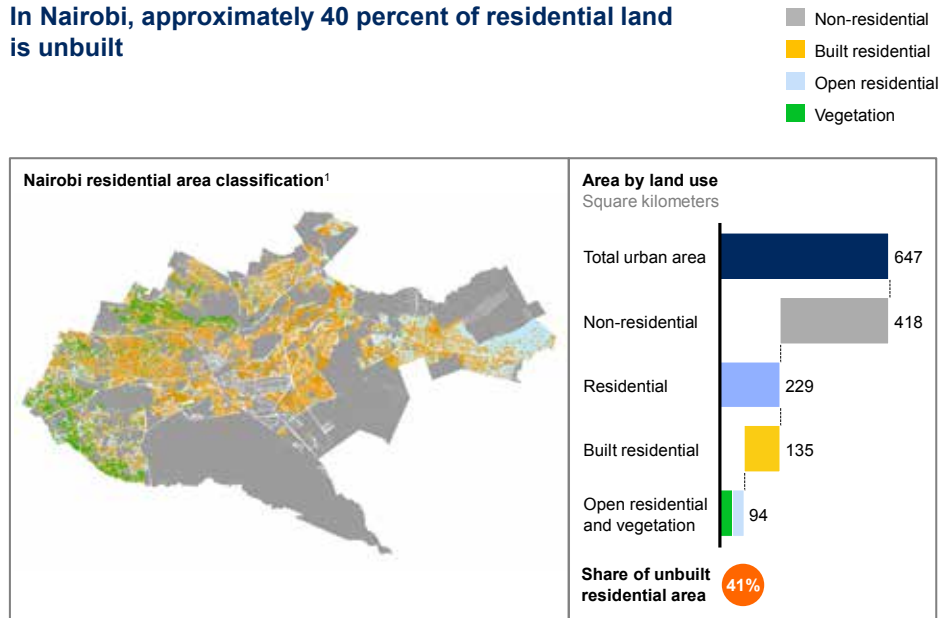 In Nairobi, approximately 40 percent of residential land
is unbuilt
Non-residential
Built residential
Open residential
Vegetation
Nairobi residential area classification¹
Area by land use
Square kilometers
Total urban area
647
Non-residential
418
Residential
229
Built residential
135
Open residential
and vegetation
94
Share of unbuilt
residential area
41%